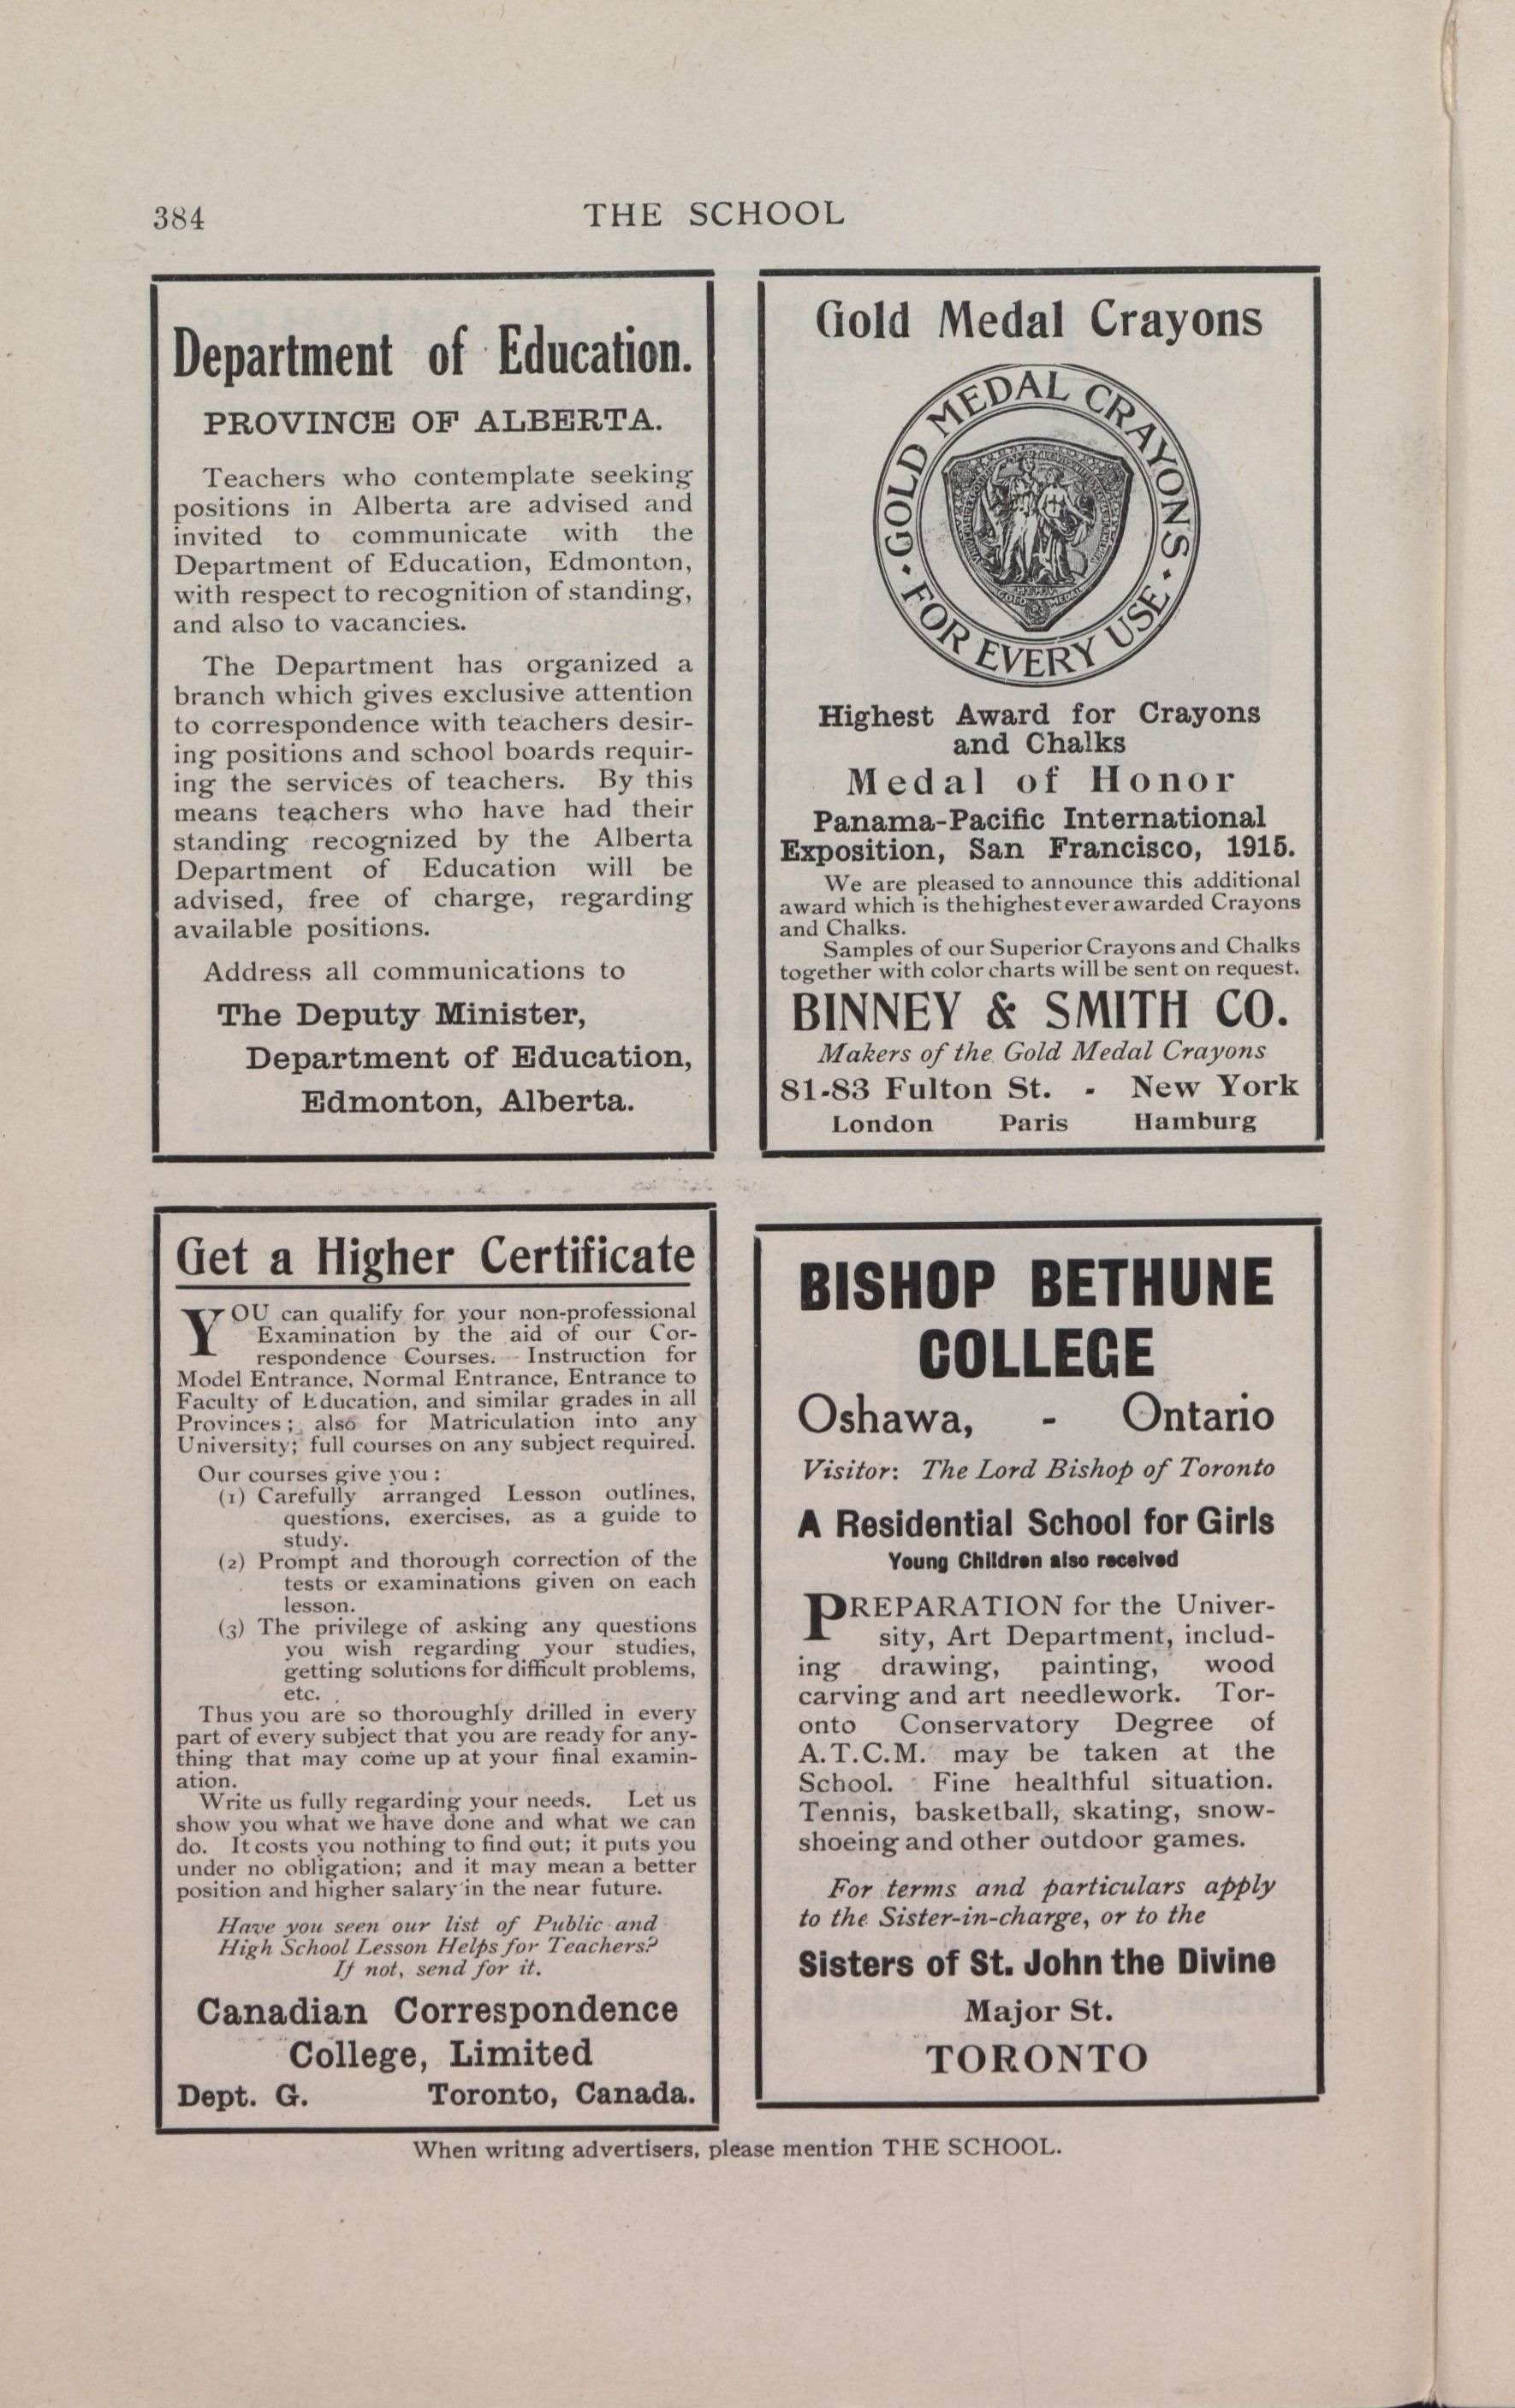 384
THE SCHOOL
Department of Education.
PROVINCE OF ALBERTA.
Teachers who contemplate seeking
positions in Alberta are advised and
invited to communicate with the
Department of Education, Edmonton,
with respect to recognition of standing,
and also to vacancies.
The Department has organized a
branch which gives exclusive attention
to correspondence with teachers desir-
ing positions and school boards requir-
ing the services of teachers. By this
means teachers who have had their
standing recognized by the Alberta
Department of Education will be
advised, free of charge, regarding
available positions.
Address all communications to
The Deputy Minister,
Department of Education,
Edmonton, Alberta.
Gold Medal Crayons
GOLD MEDAL CRAYONS
FOR EVERY USE
Highest Award for Crayons
and Chalks
Medal of Honor
Panama-Pacific International
Exposition, San Francisco, 1915.
We are pleased to announce this additional
award which is the highest ever awarded Crayons
and Chalks.
Samples of our Superior Crayons and Chalks
together with color charts will be sent on request.
BINNEY & SMITH CO.
Makers of the Gold Medal Crayons
81-83 Fulton St. - New York
London Paris Hamburg
Get a Higher Certificate
YOU can qualify for your non-professional
Examination by the aid of our Cor-
respondence Courses. Instruction for
Model Entrance, Normal Entrance, Entrance to
Faculty of Education, and similar grades in all
Provinces; also for Matriculation into any
University; full courses on any subject required.
Our courses give you:
(1) Carefully arranged Lesson outlines,
questions, exercises, as a guide to
study.
(2) Prompt and thorough correction of the
tests or examinations given on each
lesson.
(3) The privilege of asking any questions
you wish regarding your studies,
getting solutions for difficult problems,
etc.
Thus you are so thoroughly drilled in every
part of every subject that you are ready for any-
thing that may come up at your final examin-
ation.
Write us fully regarding your needs. Let us
show you what we have done and what we can
do. It costs you nothing to find out; it puts you
under no obligation; and it may mean a better
position and higher salary in the near future.
Have you seen our list of Public and
High School Lesson Helps for Teachers?
If not, send for it.
Canadian Correspondence
College, Limited
Dept. G. Toronto, Canada.
BISHOP BETHUNE
COLLEGE
Oshawa, - Ontario
Visitor: The Lord Bishop of Toronto
A Residential School for Girls
Young Children also received
PREPARATION for the Univer-
sity, Art Department, includ-
ing drawing, painting, wood
carving and art needlework. Tor-
onto Conservatory Degree of
A.T.C.M. may be taken at the
School. Fine healthful situation.
Tennis, basketball, skating, snow-
shoeing and other outdoor games.
For terms and particulars apply
to the Sister-in-charge, or to the
Sisters of St. John the Divine
Major St.
TORONTO
When writing advertisers, please mention THE SCHOOL.